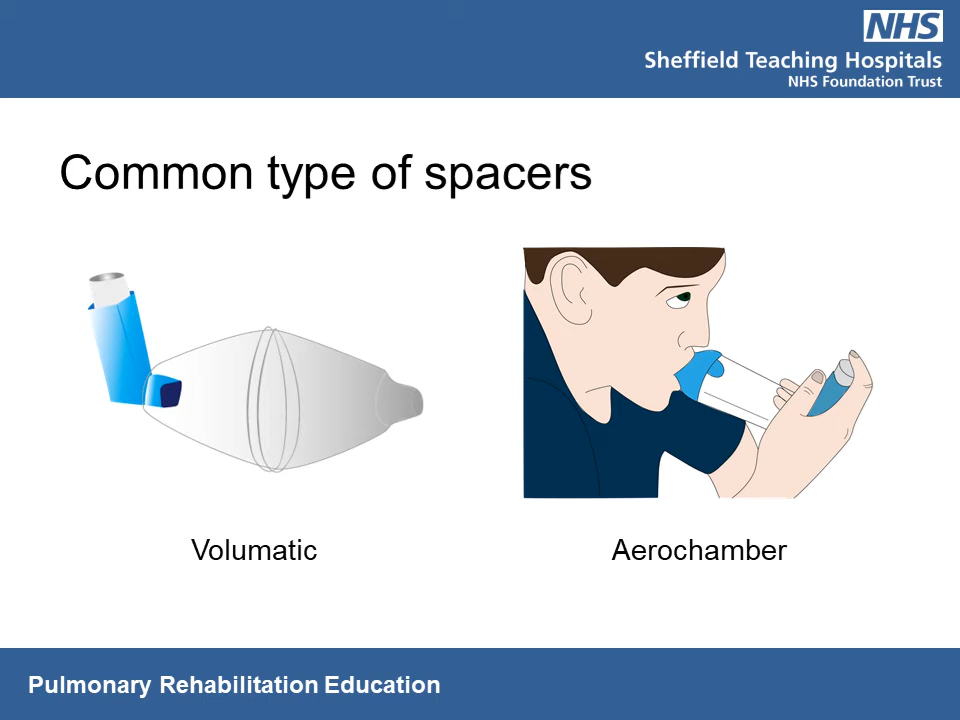 NHS
Sheffield Teaching Hospitals
NHS Foundation Trust
Common type of spacers
Volumatic
Aerochamber
Pulmonary Rehabilitation Education